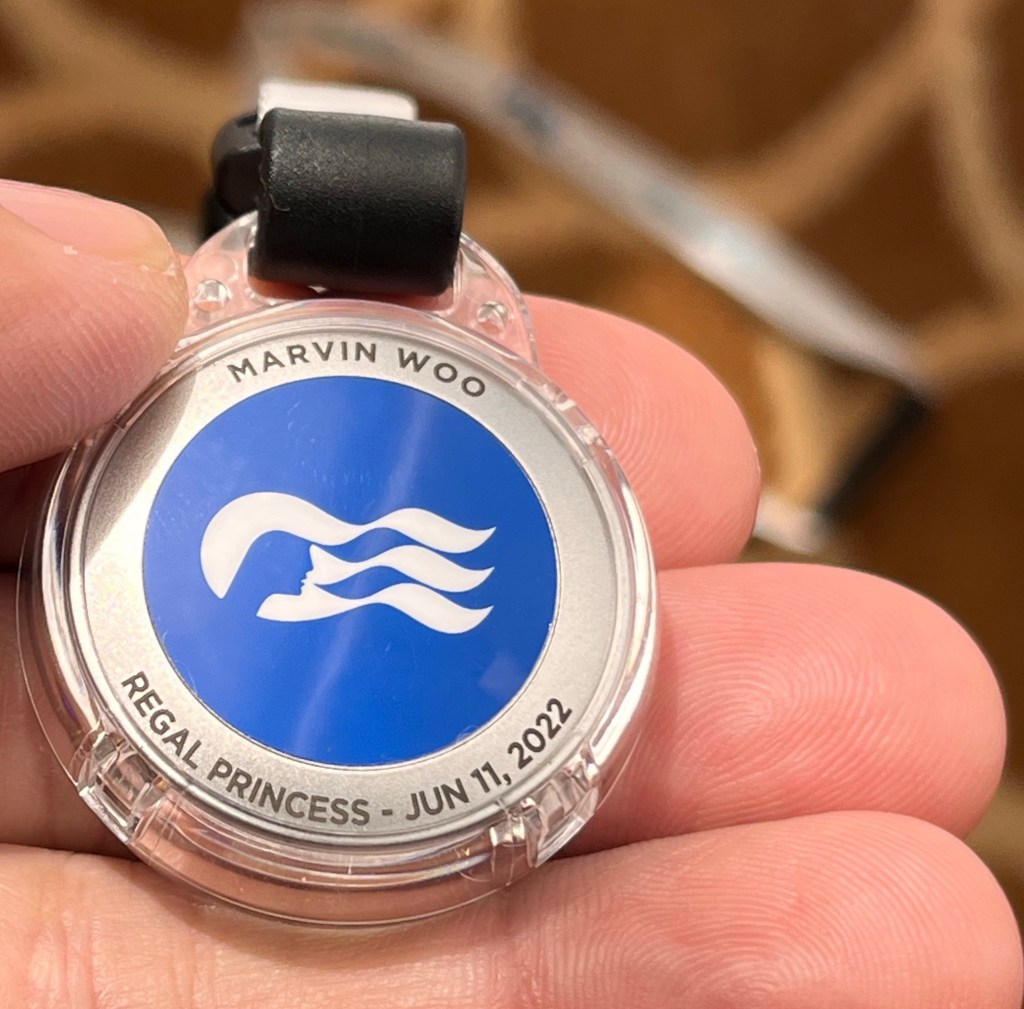 MARVIN WOO
REGAL PRINCESS - JUN 11, 2022